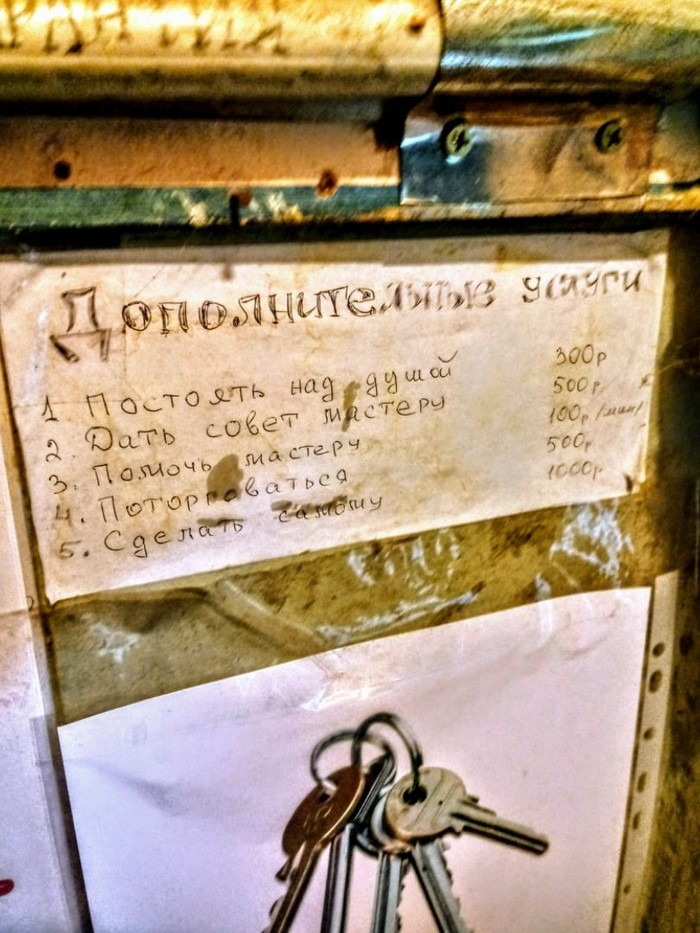 Дополнительные услуги
1 Постоять над душой 300р
2. Дать совет мастеру 500р
3. Помочь мастеру 100р/мин
4. Поторговаться 500р
5. Сделать самому 1000р